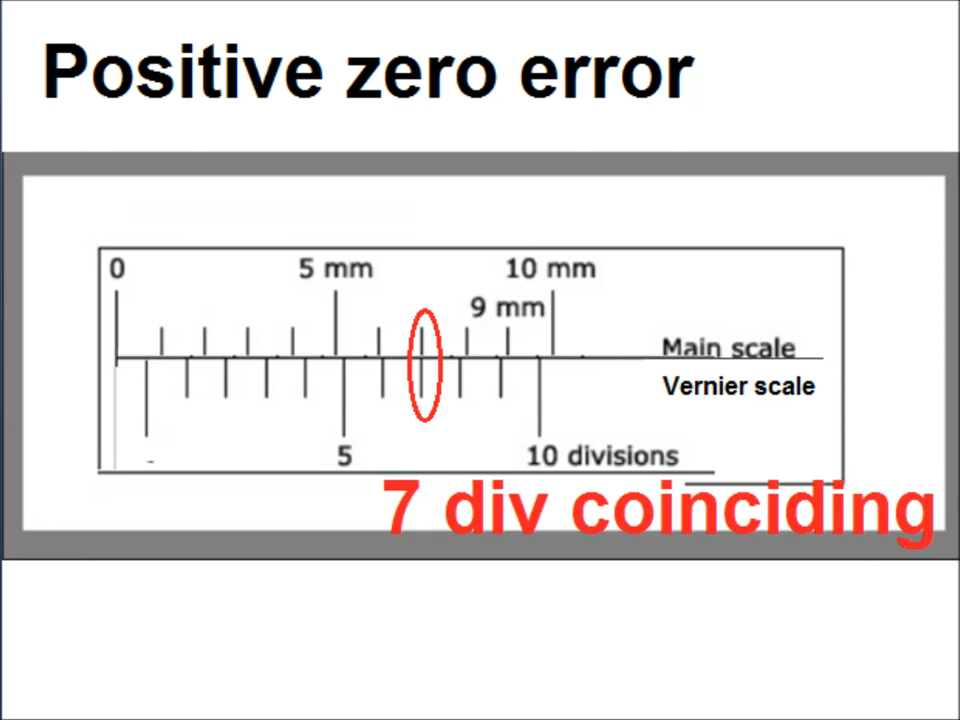 Positive zero error
0 5 mm 10 mm
9 mm
Main scale
Vernier scale
5 10 divisions
7 div coinciding